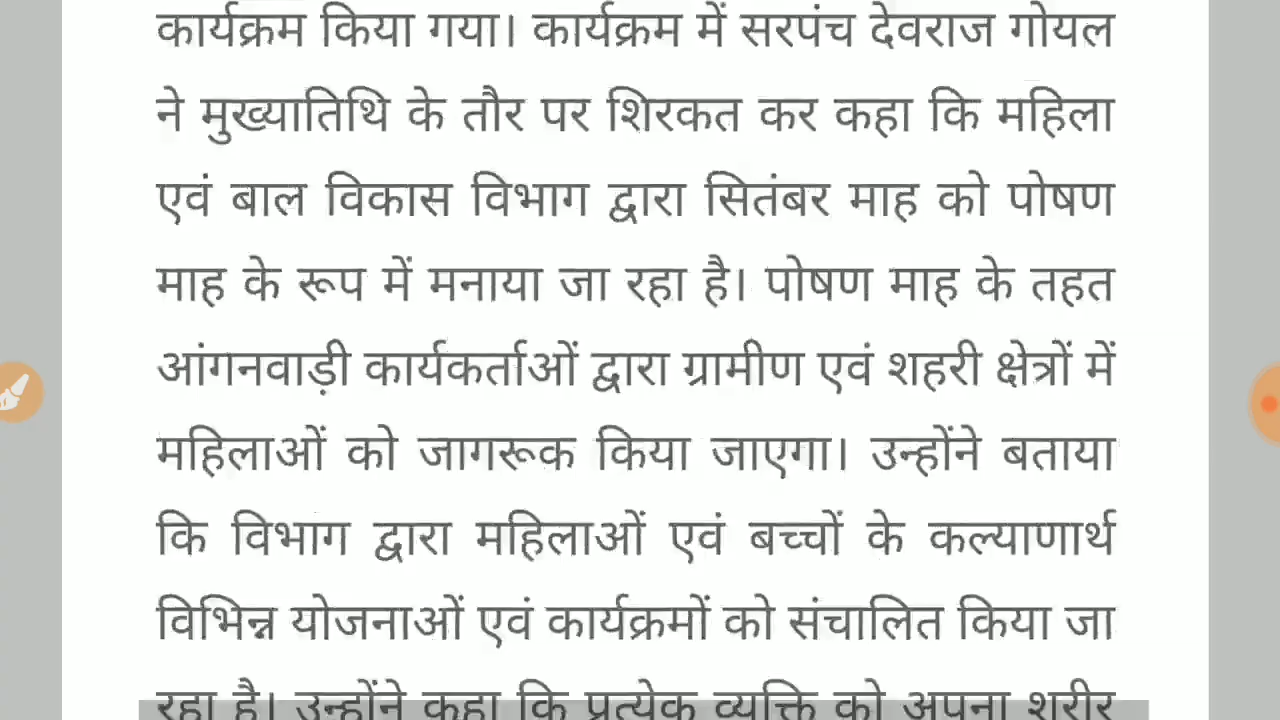 कार्यक्रम किया गया। कार्यक्रम में सरपंच देवराज गोयल
ने मुख्यातिथि के तौर पर शिरकत कर कहा कि महिला
एवं बाल विकास विभाग द्वारा सितंबर माह को पोषण
माह के रूप में मनाया जा रहा है। पोषण माह के तहत
आंगनवाड़ी कार्यकर्ताओं द्वारा ग्रामीण एवं शहरी क्षेत्रों में
महिलाओं को जागरूक किया जाएगा। उन्होंने बताया
कि विभाग द्वारा महिलाओं एवं बच्चों के कल्याणार्थ
विभिन्न योजनाओं एवं कार्यक्रमों को संचालित किया जा
रहा है। उन्होंने कहा कि प्रत्येक व्यक्ति को अपना शरीर